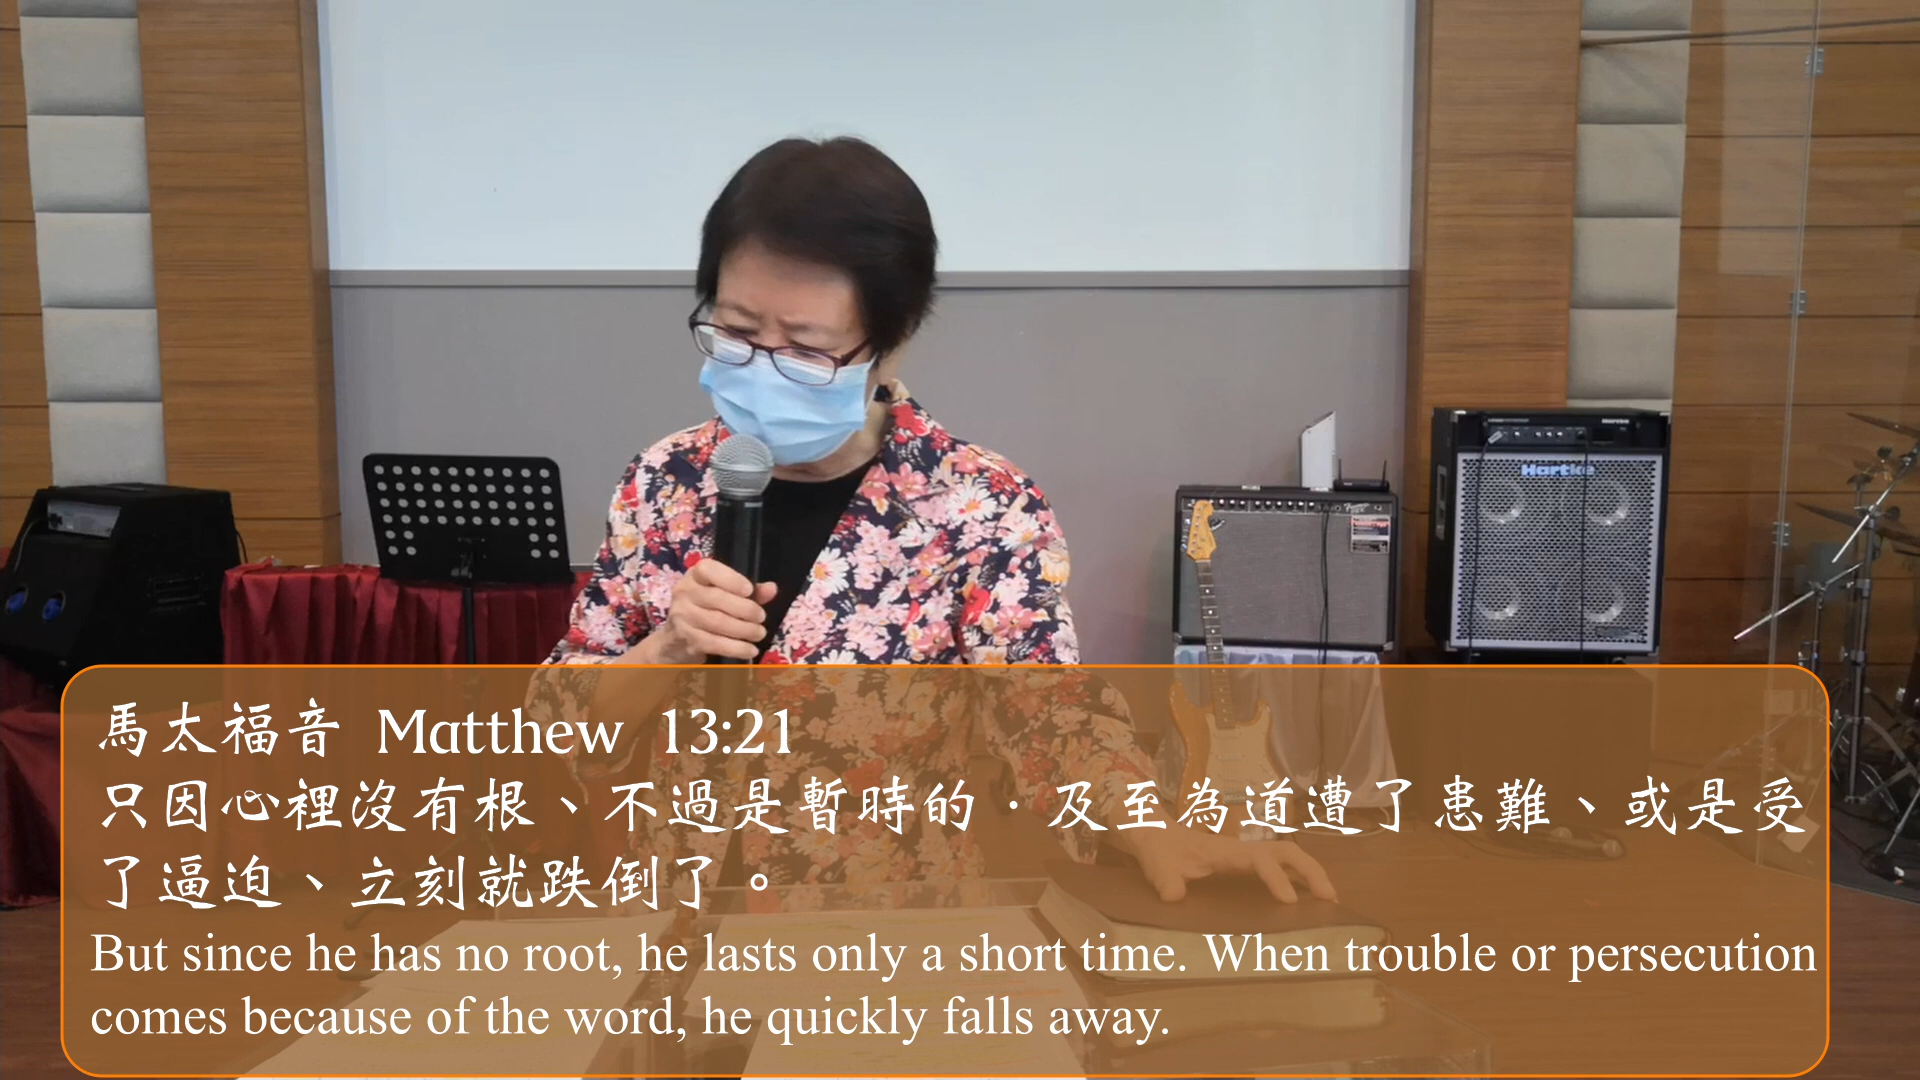 Hartke
馬太福音 Matthew 13:21
只因心裡沒有根、不過是暫時的．及至為道遭了患難、或是受
了逼迫、立刻就跌倒了。
But since he has no root, he lasts only a short time. When trouble or persecution
comes because of the word, he quickly falls away.